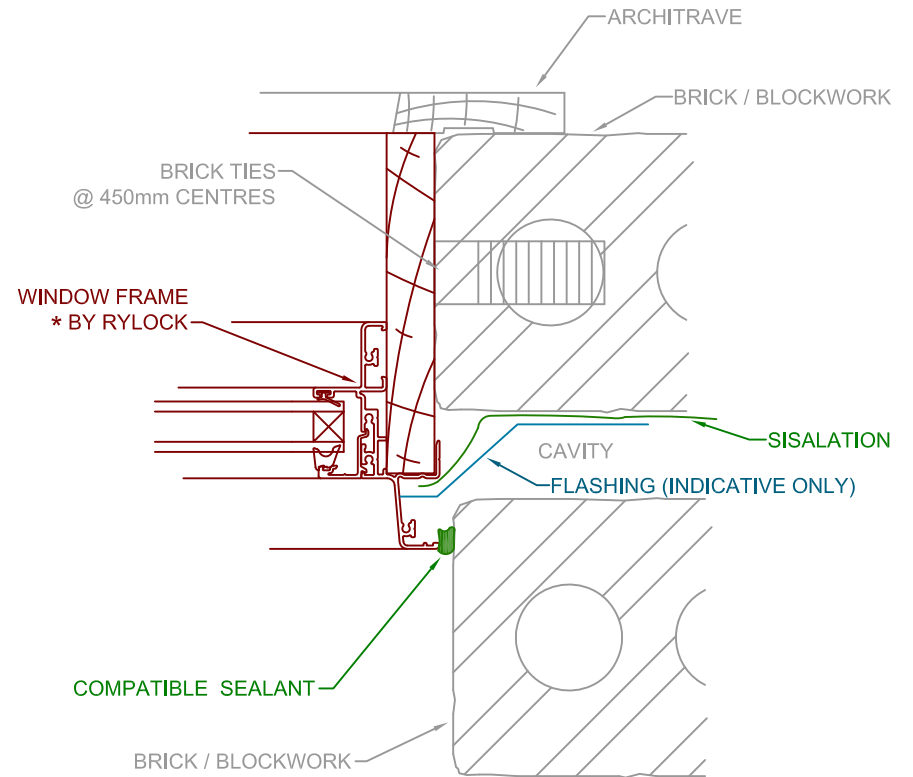 ARCHITRAVE
BRICK / BLOCKWORK
BRICK TIES
@ 450mm CENTRES
WINDOW FRAME
* BY RYLOCK
SISALATION
CAVITY
FLASHING (INDICATIVE ONLY)
COMPATIBLE SEALANT
BRICK / BLOCKWORK